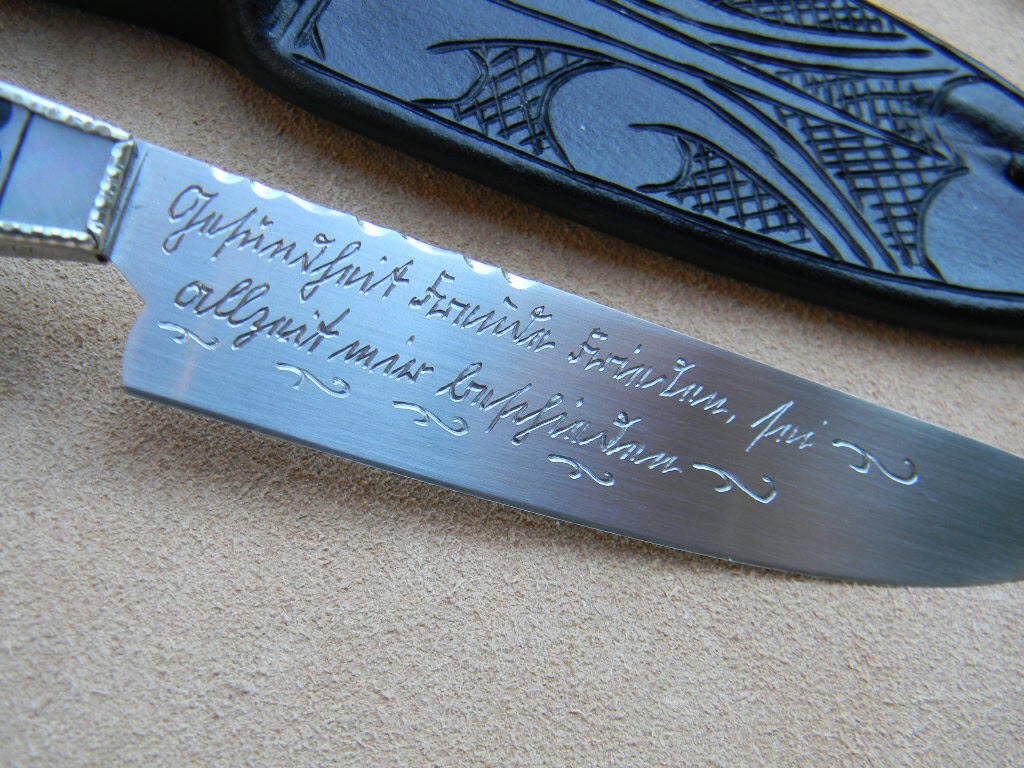 Gesundheit Freude Frieden, sei
allzeit mir beschieden